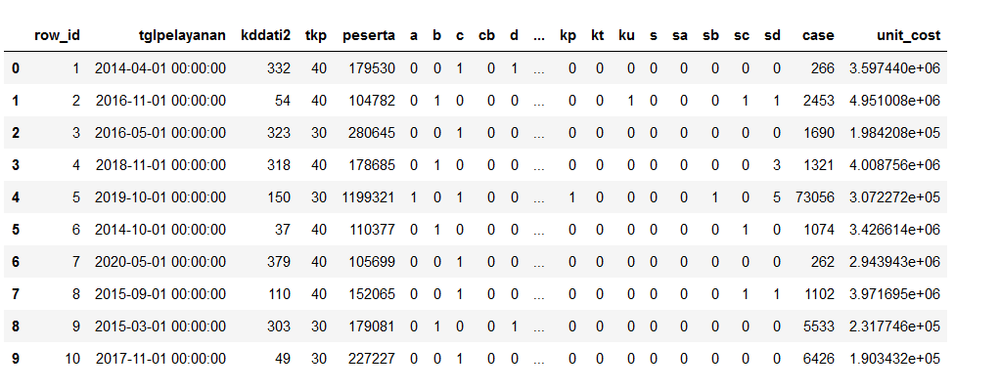 row_id tglpelayanan kddati2 tkp peserta a b c cb d ... kp kt ku s sa sb sc sd case unit_cost
0 1 2014-04-01 00:00:00 332 40 179530 0 0 1 0 1 ... 0 0 0 0 0 0 0 0 266 3.597440e+06
1 2 2016-11-01 00:00:00 54 40 104782 0 1 0 0 0 ... 0 0 1 0 0 0 1 1 2453 4.951008e+06
2 3 2016-05-01 00:00:00 323 30 280645 0 0 1 0 0 ... 0 0 0 0 0 0 0 0 1690 1.984208e+05
3 4 2018-11-01 00:00:00 318 40 178685 0 1 0 0 0 ... 0 0 0 0 0 0 0 3 1321 4.008756e+06
4 5 2019-10-01 00:00:00 150 30 1199321 1 0 1 0 0 ... 1 0 0 0 0 1 0 5 73056 3.072272e+05
5 6 2014-10-01 00:00:00 37 40 110377 0 1 0 0 0 ... 0 0 0 0 0 0 1 0 1074 3.426614e+06
6 7 2020-05-01 00:00:00 379 40 105699 0 0 1 0 0 ... 0 0 0 0 0 0 0 0 262 2.943943e+06
7 8 2015-09-01 00:00:00 110 40 152065 0 0 1 0 0 ... 0 0 0 0 0 0 1 1 1102 3.971695e+06
8 9 2015-03-01 00:00:00 303 30 179081 0 1 0 0 1 ... 0 0 0 0 0 0 0 0 5533 2.317746e+05
9 10 2017-11-01 00:00:00 49 30 227227 0 0 1 0 0 ... 0 0 0 0 0 0 0 0 6426 1.903432e+05